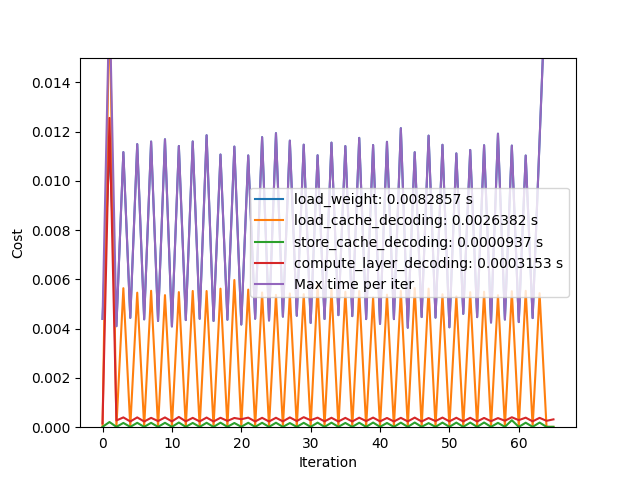 0.014
0.012
0.010
0.008
0.006
0.004
0.002
0.000
Cost
load_weight: 0.0082857 s
load_cache_decoding: 0.0026382 s
store_cache_decoding: 0.0000937 s
compute_layer_decoding: 0.0003153 s
Max time per iter
0 10 20 30 40 50 60
Iteration